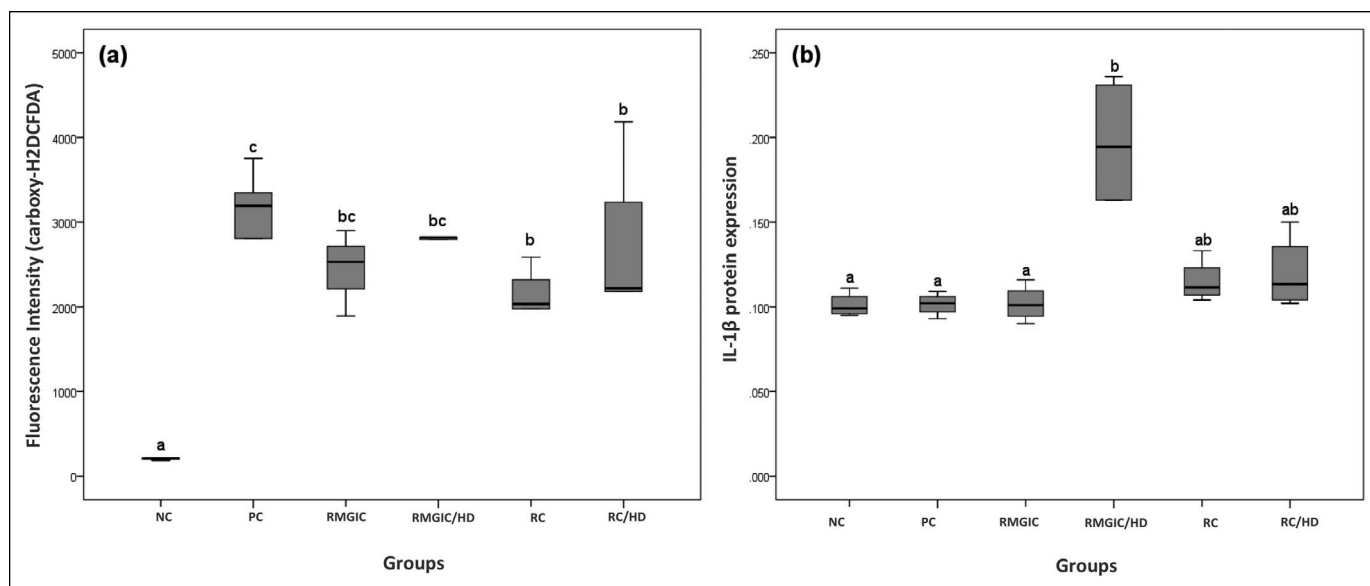 (a)
Fluorescence Intensity (carboxy-H2DCFDA)
5000
4000
3000
2000
1000
0
a
c
bc
bc
b
b
NC PC RMGIC RMGIC/HD RC RC/HD
Groups
(b)
IL-1β protein expression
.250
.200
.150
.100
.050
.000
a
a
a
b
ab
ab
NC PC RMGIC RMGIC/HD RC RC/HD
Groups